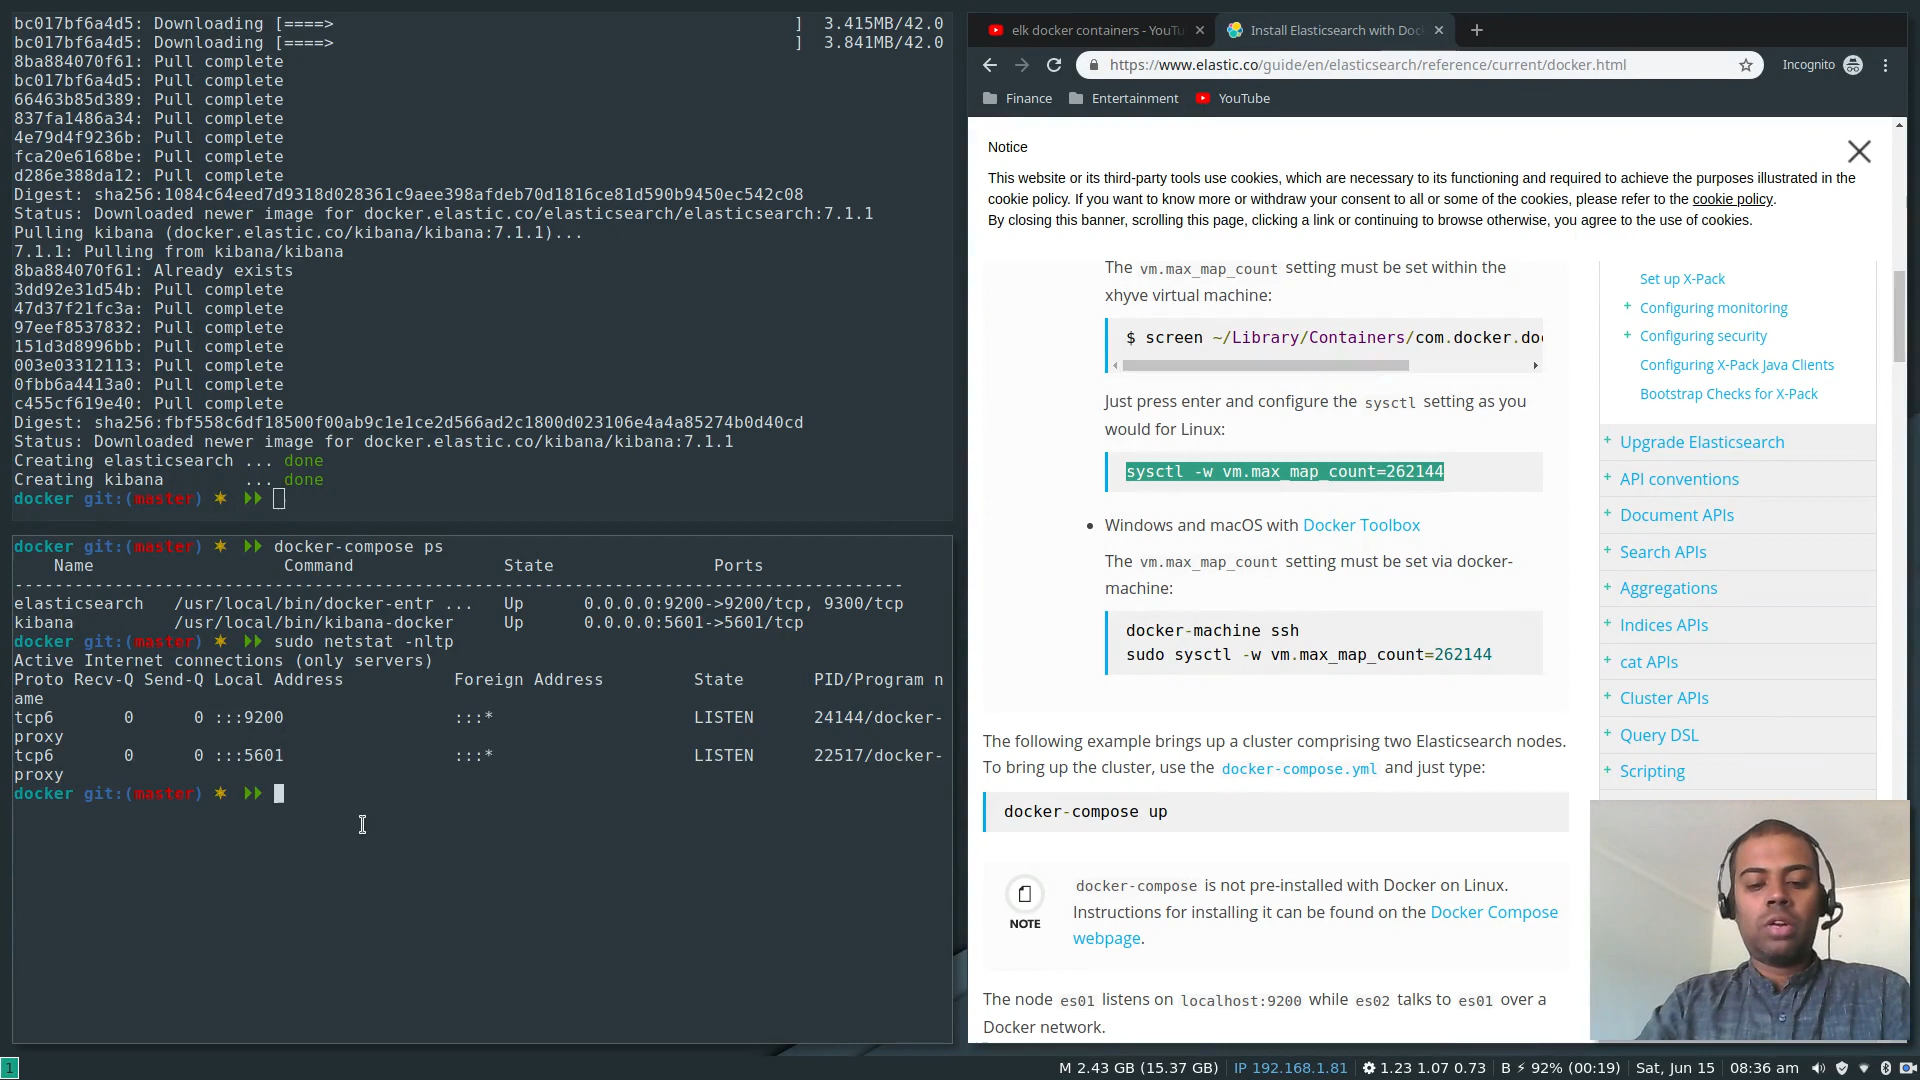 bc017bf6a4d5: Downloading [====>                                              ]  3.415MB/42.0
bc017bf6a4d5: Downloading [====>                                              ]  3.841MB/42.0
8ba884070f61: Pull complete
bc017bf6a4d5: Pull complete
66463b85d389: Pull complete
837fa1486a34: Pull complete
4e79d4f9236b: Pull complete
fca20e6168be: Pull complete
d286e388da12: Pull complete
Digest: sha256:1084c64eed7d9318d028361c9aee398afdeb70d1816ce81d590b9450ec542c08
Status: Downloaded newer image for docker.elastic.co/elasticsearch/elasticsearch:7.1.1
Pulling kibana (docker.elastic.co/kibana/kibana:7.1.1)...
7.1.1: Pulling from kibana/kibana
8ba884070f61: Already exists
3dd92e31d54b: Pull complete
47d37f21fc3a: Pull complete
97eef8537832: Pull complete
151d3d8996bb: Pull complete
003e03312113: Pull complete
0fbb6a4413a0: Pull complete
c455cf619e40: Pull complete
Digest: sha256:fbf558c6df18500f00ab9c1e1ce2d566ad2c1800d023106e4a4a85274b0d40cd
Status: Downloaded newer image for docker.elastic.co/kibana/kibana:7.1.1
Creating elasticsearch ... done
Creating kibana        ... done
docker git:(master) ✶
docker git:(master) ✶ docker-compose ps
Name Command State Ports
-----------------------------------------------------------------------------------------
elasticsearch /usr/local/bin/docker-entr ... Up 0.0.0.0:9200->9200/tcp, 9300/tcp
kibana /usr/local/bin/kibana-docker Up 0.0.0.0:5601->5601/tcp
docker git:(master) ✶ sudo netstat -nltp
Active Internet connections (only servers)
Proto Recv-Q Send-Q Local Address Foreign Address State PID/Program n
ame
tcp6 0 0 :::9200 :::* LISTEN 24144/docker-
proxy
tcp6 0 0 :::5601 :::* LISTEN 22517/docker-
proxy
docker git:(master) ✶
elk docker containers - YouTu
Install Elasticsearch with Doc
https://www.elastic.co/guide/en/elasticsearch/reference/current/docker.html
Incognito
Finance
Entertainment
YouTube
Notice
This website or its third-party tools use cookies, which are necessary to its functioning and required to achieve the purposes illustrated in the
cookie policy. If you want to know more or withdraw your consent to all or some of the cookies, please refer to the cookie policy.
By closing this banner, scrolling this page, clicking a link or continuing to browse otherwise, you agree to the use of cookies.
The vm.max_map_count setting must be set within the
xhyve virtual machine:
$ screen ~/Library/Containers/com.docker.doc
Just press enter and configure the sysctl setting as you
would for Linux:
sysctl -w vm.max_map_count=262144
• Windows and macOS with Docker Toolbox
The vm.max_map_count setting must be set via docker-
machine:
docker-machine ssh
sudo sysctl -w vm.max_map_count=262144
The following example brings up a cluster comprising two Elasticsearch nodes.
To bring up the cluster, use the docker-compose.yml and just type:
docker-compose up
NOTE
docker-compose is not pre-installed with Docker on Linux.
Instructions for installing it can be found on the Docker Compose
webpage.
The node es01 listens on localhost:9200 while es02 talks to es01 over a
Docker network.
Set up X-Pack
+ Configuring monitoring
+ Configuring security
Configuring X-Pack Java Clients
Bootstrap Checks for X-Pack
+ Upgrade Elasticsearch
+ API conventions
+ Document APIs
+ Search APIs
+ Aggregations
+ Indices APIs
+ cat APIs
+ Cluster APIs
+ Query DSL
+ Scripting
1
M 2.43 GB (15.37 GB) IP 192.168.1.81 1.23 1.07 0.73 B ⚡ 92% (00:19) Sat, Jun 15 08:36 am